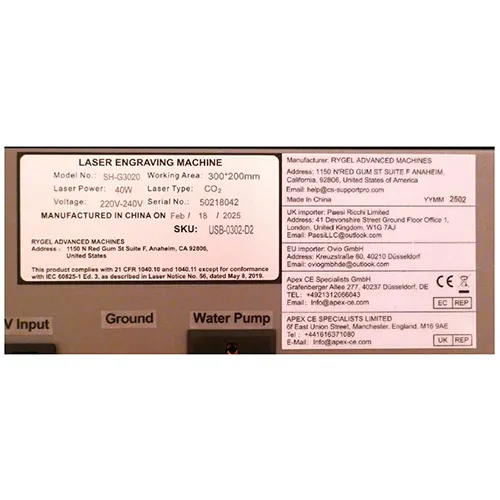 LASER ENGRAVING MACHINE
Model No.: SH-G3020 Working Area: 300*200mm
Laser Power: 40W Laser Type: CO₂
Voltage: 220V-240V Serial No.: 50218042
MANUFACTURED IN CHINA ON Feb / 18 / 2025
SKU: USB-0302-D2
RYGEL ADVANCED MACHINES
Address: 1150 N Red Gum St Suite F, Anaheim, CA 92806,
United States
This product complies with 21 CFR 1040.10 and 1040.11 except for conformance
with IEC 60825-1 Ed. 3, as described in Laser Notice No. 56, dated May 8, 2019.
V Input
Ground
Water Pump
Manufacturer: RYGEL ADVANCED MACHINES
Address: 1150 N'RED GUM ST SUITE F ANAHEIM,
California, 92806, United States of America
Email: help@cs-supportpro.com
Made In China YYMM 2502
UK importer: Paesi Ricchi Limited
Address: 41 Devonshire Street Ground Floor Office 1,
London, United Kingdom, W1G 7AJ
Email: PaesiLLC@outlook.com
EU importer: Ovio GmbH
Address: Kreuzstraße 60, 40210 Düsseldorf
Email: oviogmbhde@outlook.com
Apex CE Specialists GmbH
Grafenberger Allee 277, 40237 Düsseldorf, DE
TEL: +4921312066043
Email: Info@apex-ce.com
CE
EC REP
APEX CE SPECIALISTS LIMITED
6f East Union Street, Manchester, England. M16 9AE
Tel: +441616371080
E-Mail: Info@apex-ce.com
UK REP